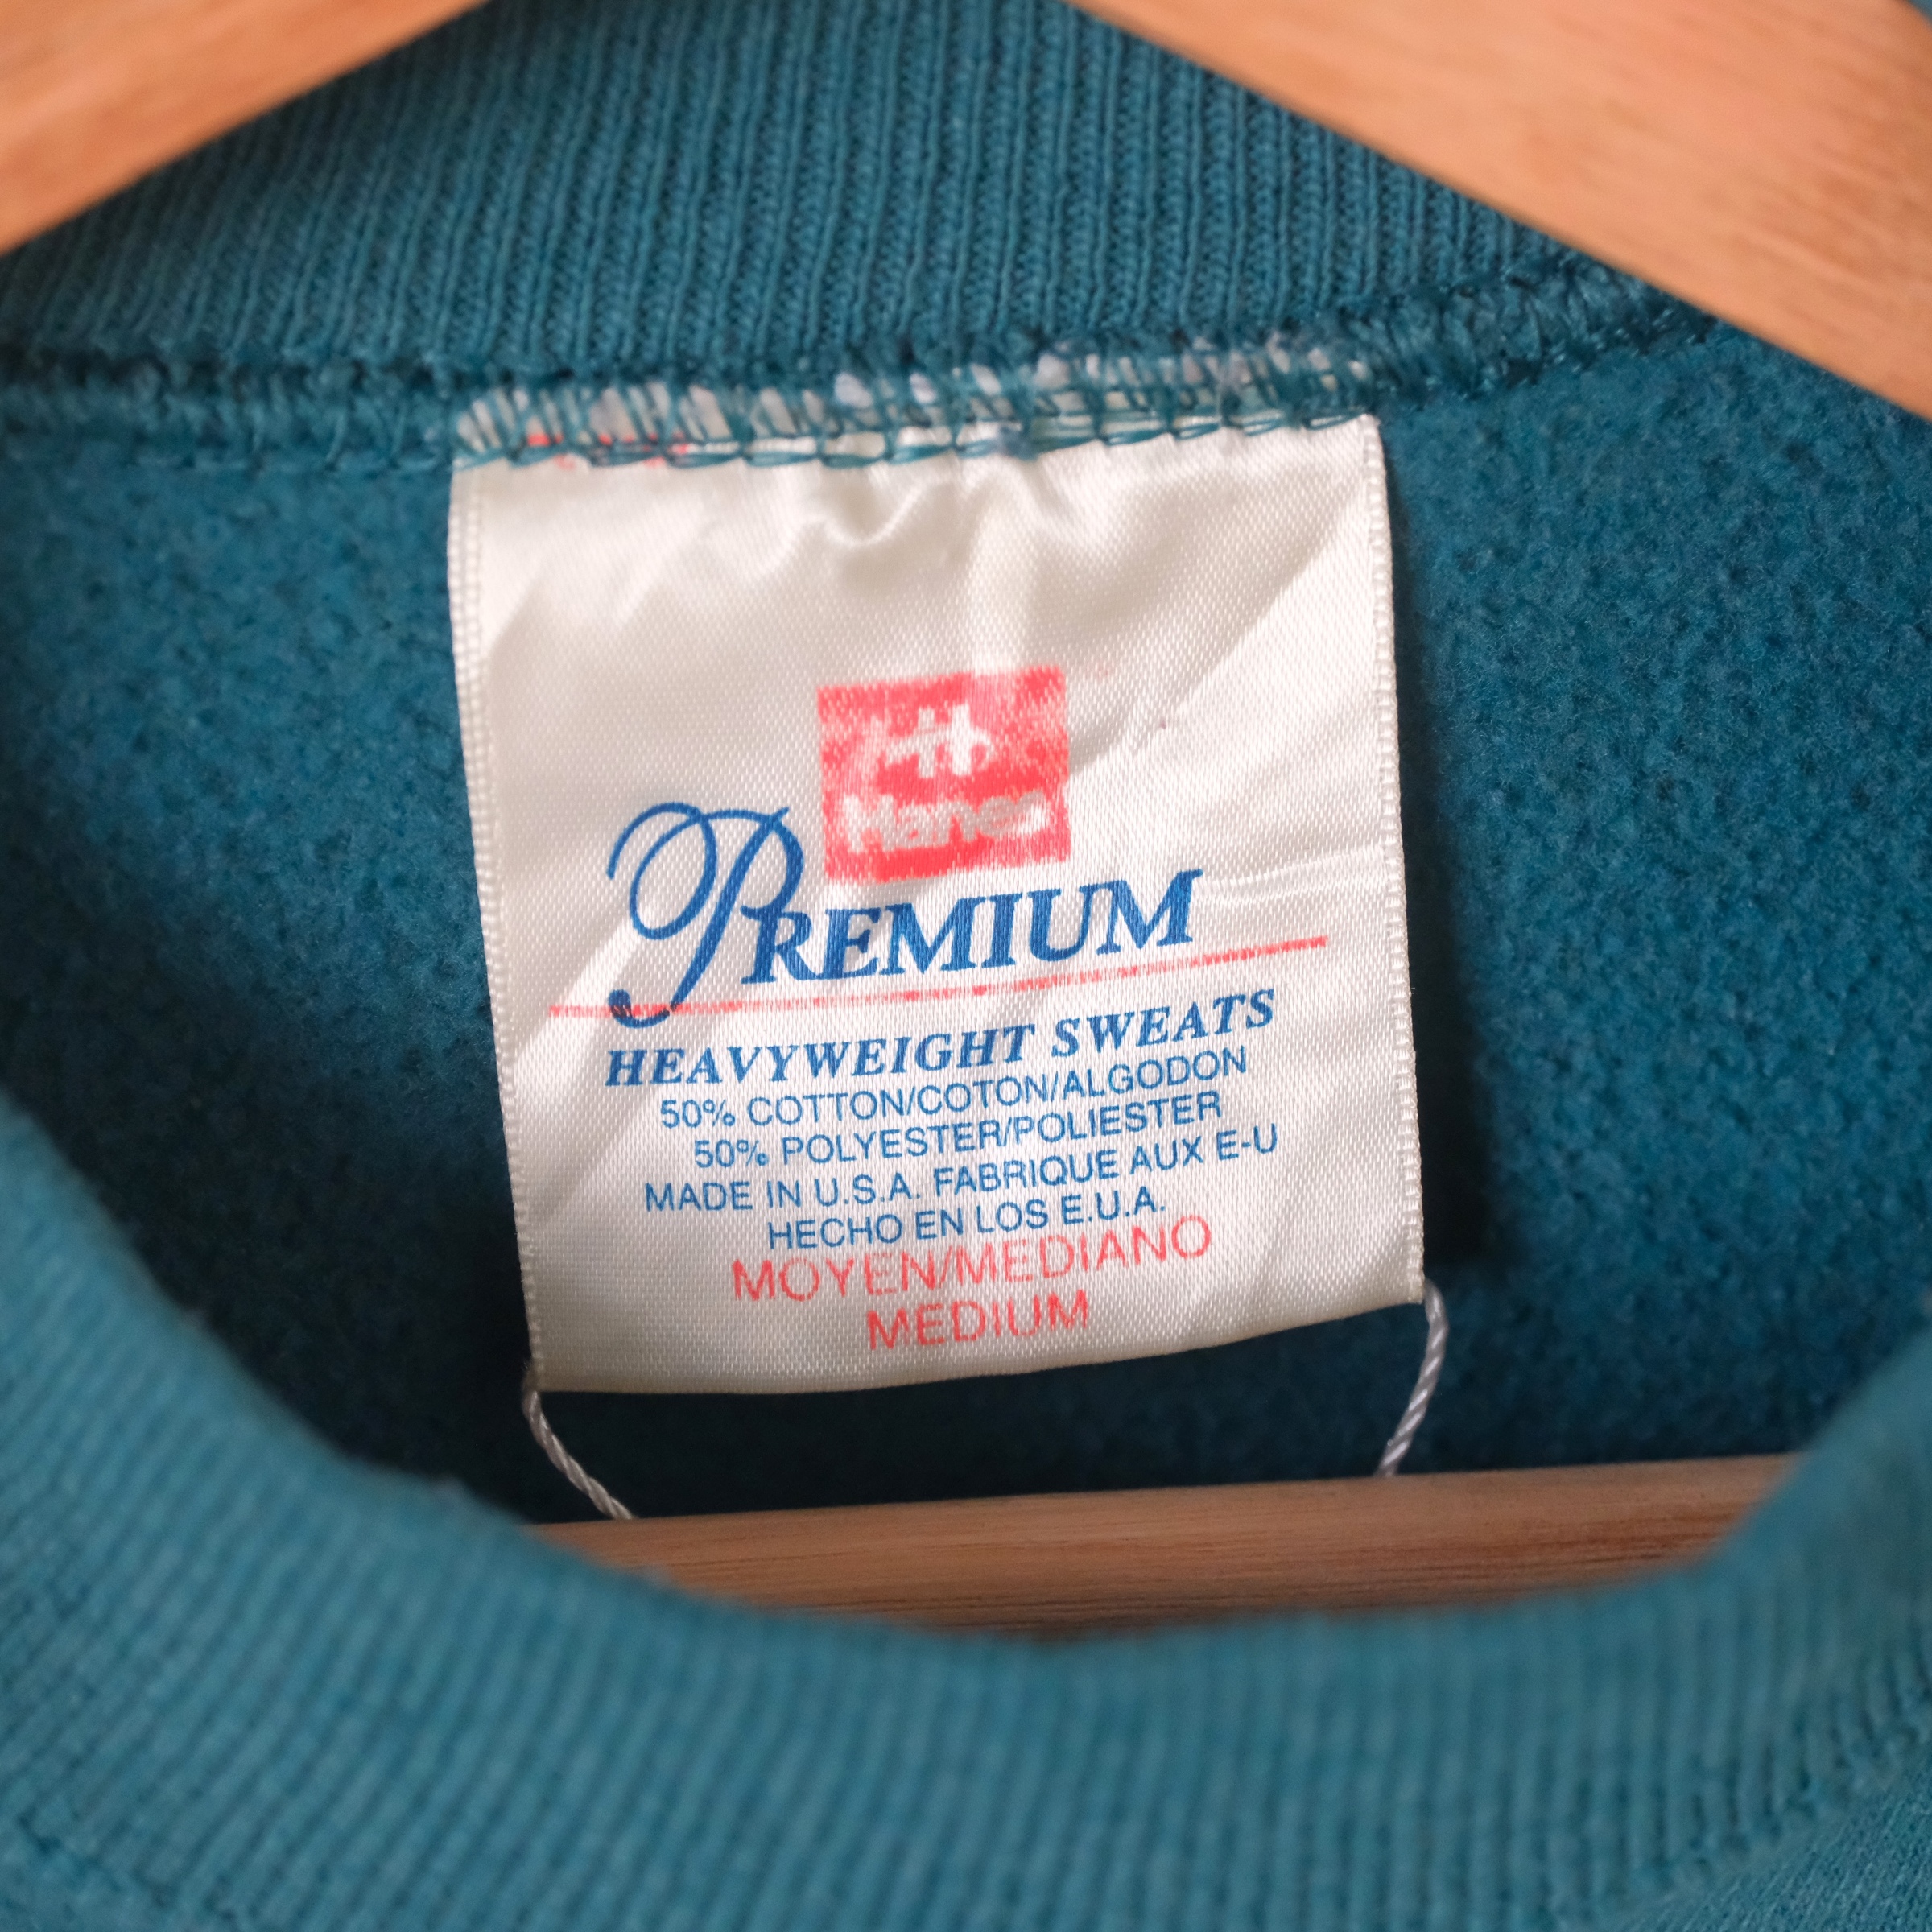 Hanes
PREMIUM
HEAVYWEIGHT SWEATS
50% COTTON/COTON/ALGODON
50% POLYESTER/POLIESTER
MADE IN U.S.A. FABRIQUE AUX E-U
HECHO EN LOS E.U.A.
MOYEN/MEDIANO
MEDIUM